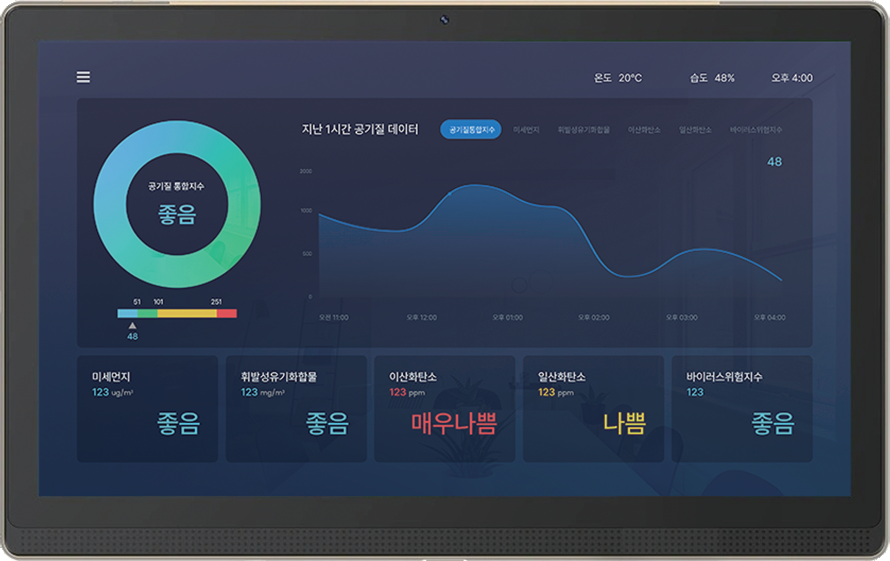 온도 20°C 습도 48% 오후 4:00
지난 1시간 공기질 데이터 공기질통합지수 미세먼지 휘발성유기화합물 이산화탄소 일산화탄소 바이러스위험지수
48
공기질 통합지수
좋음
2000
1000
500
0
오전 11:00 오후 12:00 오후 01:00 오후 02:00 오후 03:00 오후 04:00
51 101 251
48
미세먼지
123 ug/m³
좋음
휘발성유기화합물
123 mg/m³
좋음
이산화탄소
123 ppm
매우나쁨
일산화탄소
123 ppm
나쁨
바이러스위험지수
123
좋음